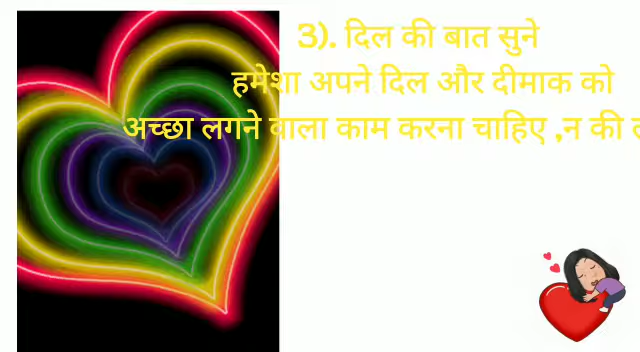 3). दिल की बात सुने
हमेशा अपने दिल और दीमाक को
अच्छा लगने वाला काम करना चाहिए ,न की